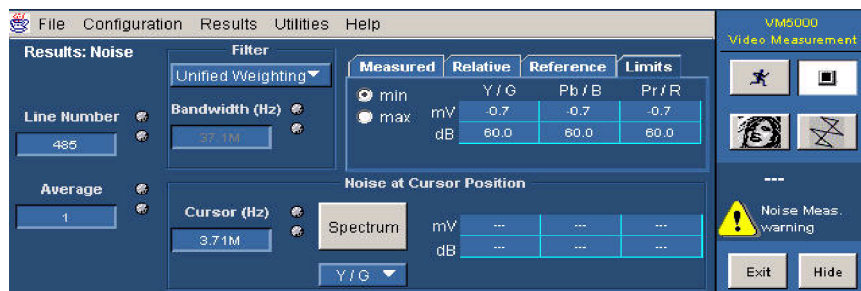 File Configuration Results Utilities Help
VM5000
Video Measurement
Results: Noise
Filter
Unified Weighting
Measured Relative Reference Limits
min
max
Y/G Pb/B Pr/R
mV -0.7 -0.7 -0.7
dB 60.0 60.0 60.0
Line Number
485
Bandwidth (Hz)
37.1M
Average
1
Noise at Cursor Position
Cursor (Hz)
3.71M
Spectrum
Y/G
mV --- --- ---
dB --- --- ---
---
Noise Meas.
warning
Exit Hide